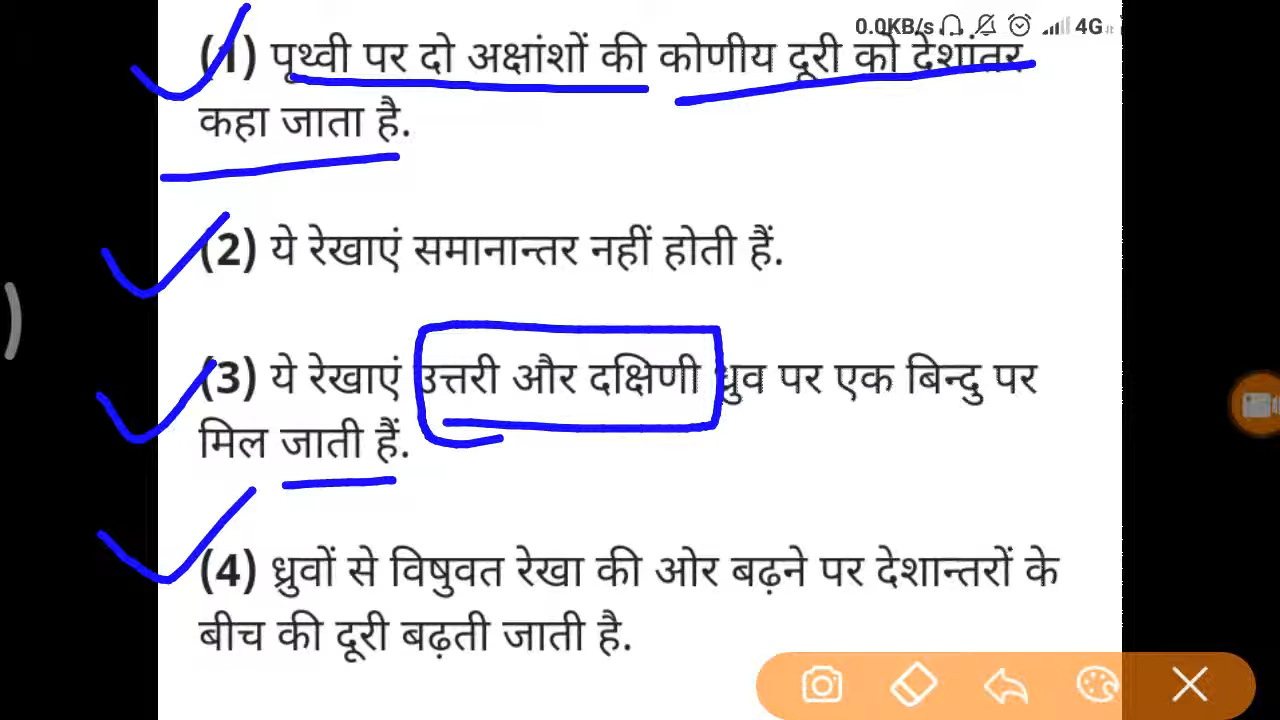 0.0KB/s 4G
(1) पृथ्वी पर दो अक्षांशों की कोणीय दूरी को देशांतर
कहा जाता है.
(2) ये रेखाएं समानान्तर नहीं होती हैं.
(3) ये रेखाएं उत्तरी और दक्षिणी ध्रुव पर एक बिन्दु पर
मिल जाती हैं.
(4) ध्रुवों से विषुवत रेखा की ओर बढ़ने पर देशान्तरों के
बीच की दूरी बढ़ती जाती है.